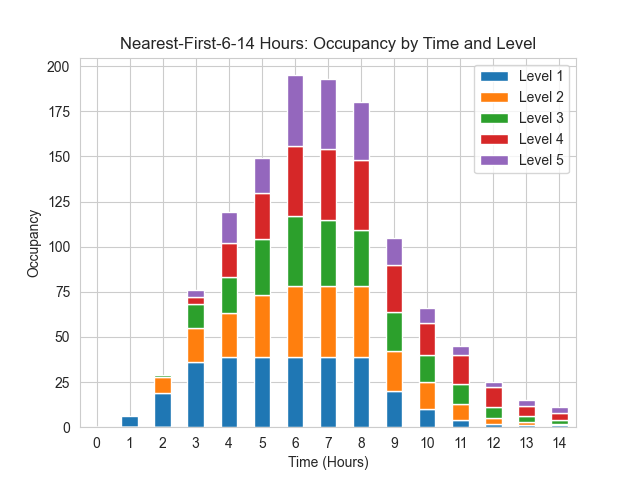 Nearest-First-6-14 Hours: Occupancy by Time and Level
200
175
150
125
100
75
50
25
0
Occupancy
Level 1
Level 2
Level 3
Level 4
Level 5
0 1 2 3 4 5 6 7 8 9 10 11 12 13 14
Time (Hours)